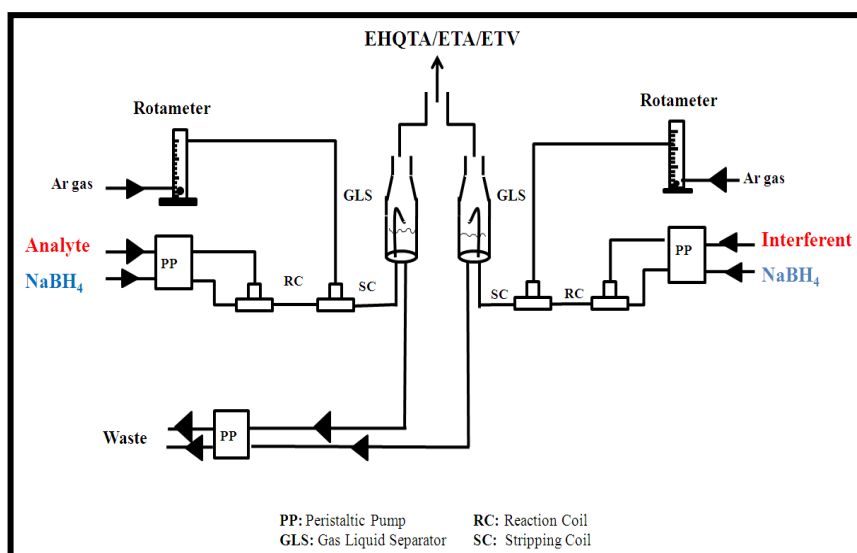 EHQTA/ETA/ETV
Rotameter
Rotameter
Ar gas
Ar gas
GLS
GLS
Analyte
PP
PP
Interferent
NaBH4
RC
SC
SC
RC
NaBH4
Waste
PP
PP: Peristaltic Pump RC: Reaction Coil
GLS: Gas Liquid Separator SC: Stripping Coil